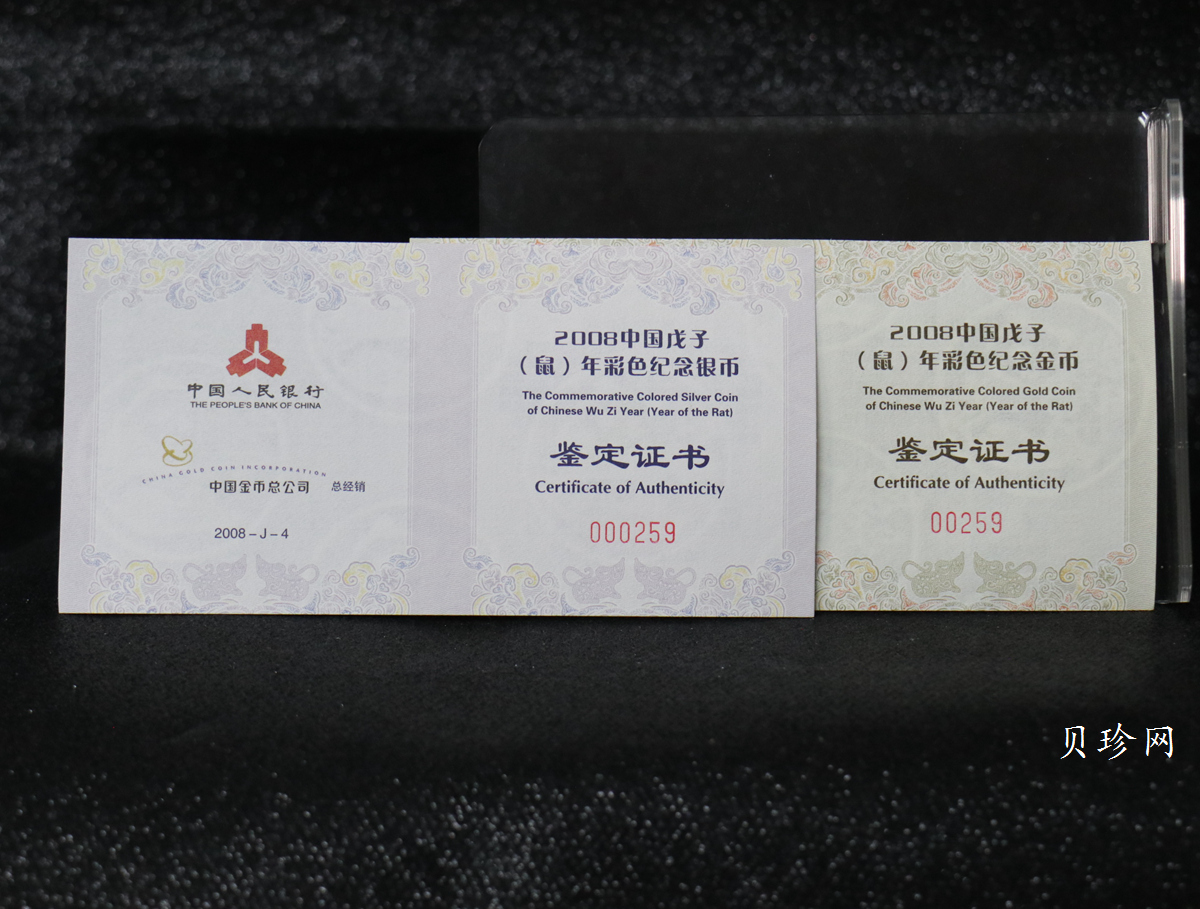 中国人民银行
THE PEOPLE'S BANK OF CHINA
CHINA GOLD COIN INCORPORATION
中国金币总公司 总经销
2008－J－4
2008中国戊子
（鼠）年彩色纪念银币
The Commemorative Colored Silver Coin
of Chinese Wu Zi Year (Year of the Rat)
鉴定证书
Certificate of Authenticity
000259
2008中国戊子
（鼠）年彩色纪念金币
The Commemorative Colored Gold Coin
of Chinese Wu Zi Year (Year of the Rat)
鉴定证书
Certificate of Authenticity
00259
贝珍网